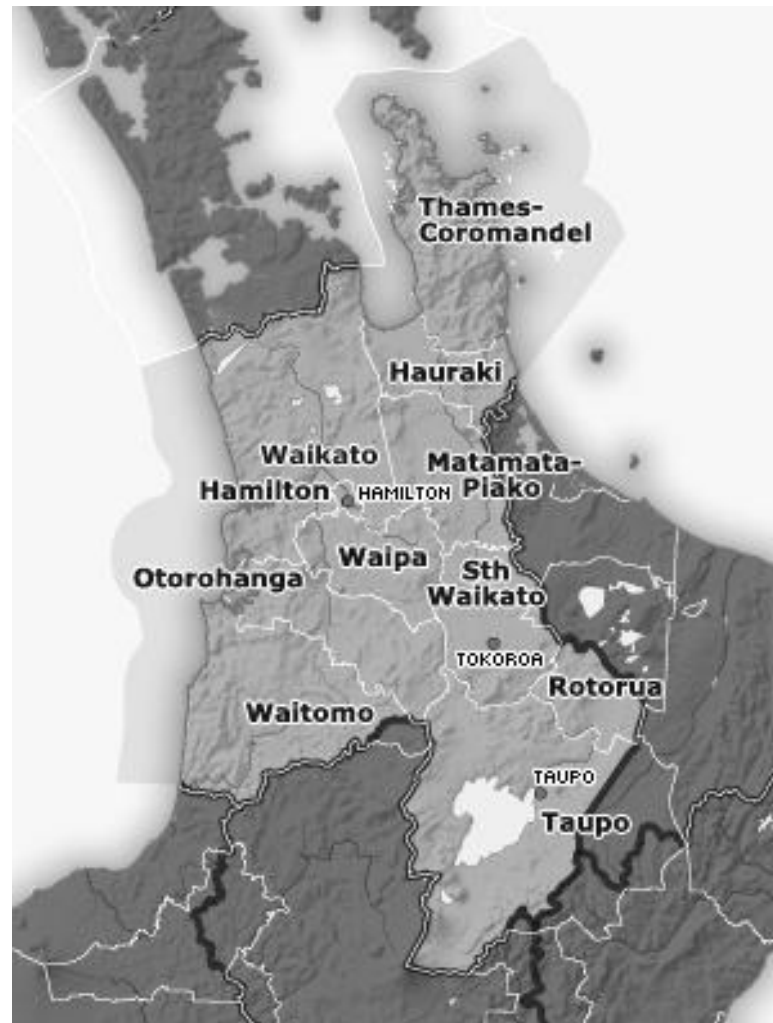 Thames-
Coromandel
Hauraki
Waikato
Matamata-
Piako
Hamilton
HAMILTON
Waipa
Sth
Waikato
Otorohanga
TOKOROA
Rotorua
Waitomo
TAUPO
Taupo